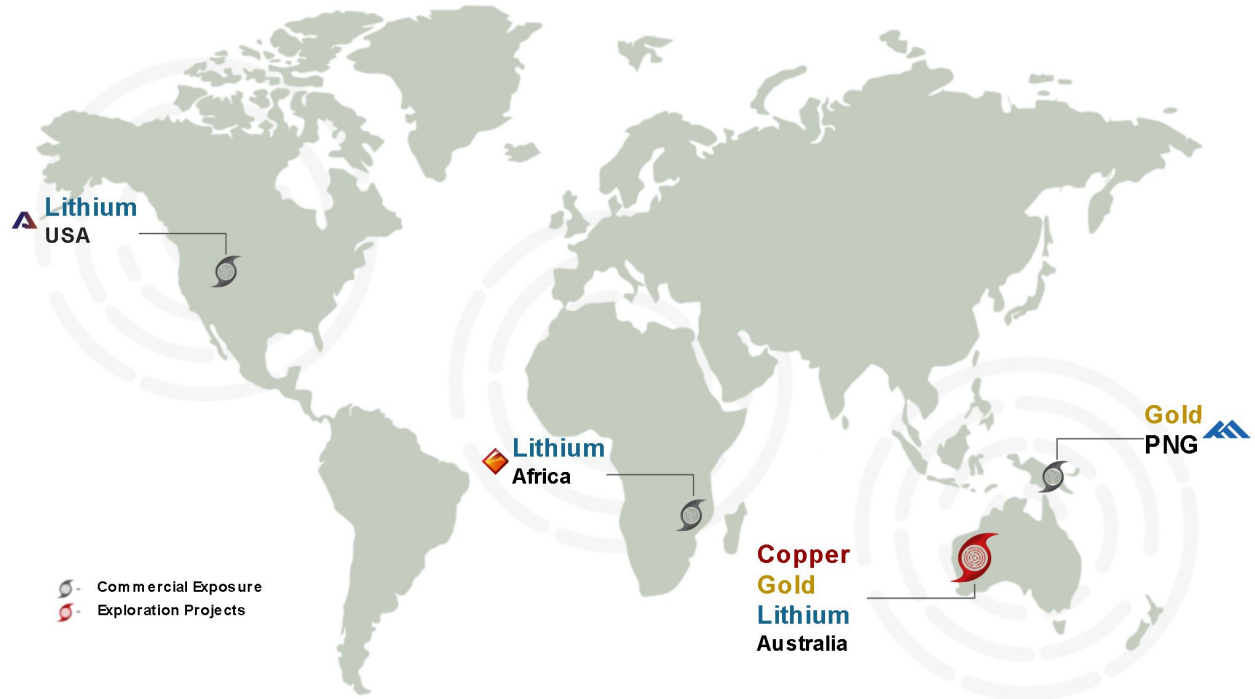 Lithium
USA
Gold
PNG
Lithium
Africa
Copper
Gold
Lithium
Australia
- Commercial Exposure
- Exploration Projects